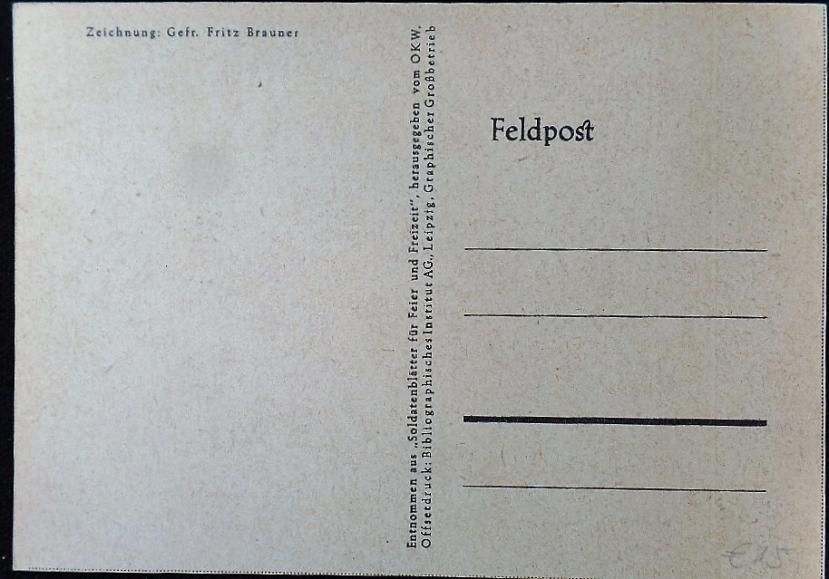 Zeichnung: Gefr. Fritz Brauner
Entnommen aus „Soldatenblätter für Feier und Freizeit“, herausgegeben vom OKW.
Offsetdruck: Bibliographisches Institut AG., Leipzig, Graphischer Großbetrieb
Feldpost
€ 15